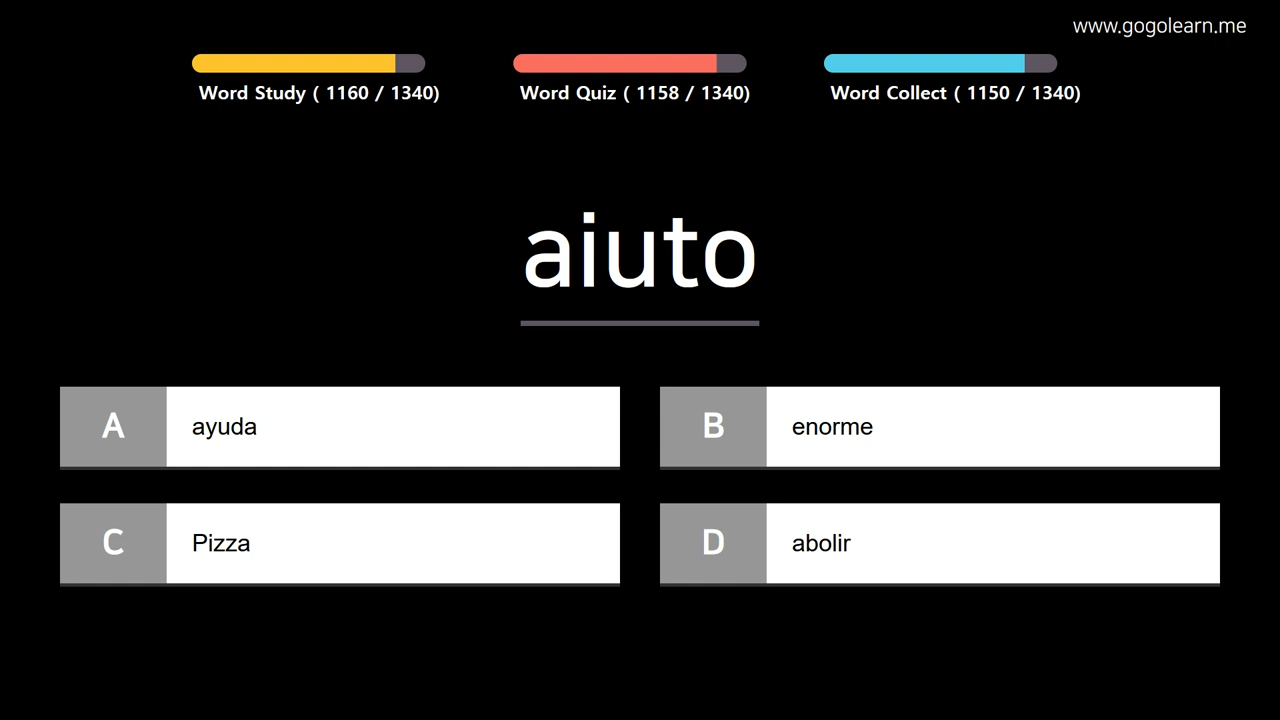 www.gogolearn.me
Word Study ( 1160 / 1340)
Word Quiz ( 1158 / 1340)
Word Collect ( 1150 / 1340)
aiuto
A ayuda
B enorme
C Pizza
D abolir